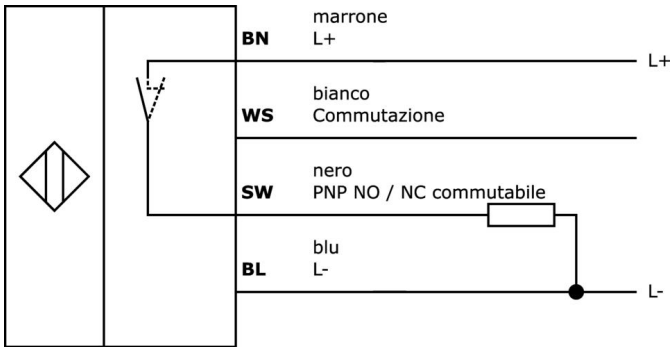 marrone
BN L+
L+
bianco
WS Commutazione
nero
SW PNP NO / NC commutabile
blu
BL L-
L-